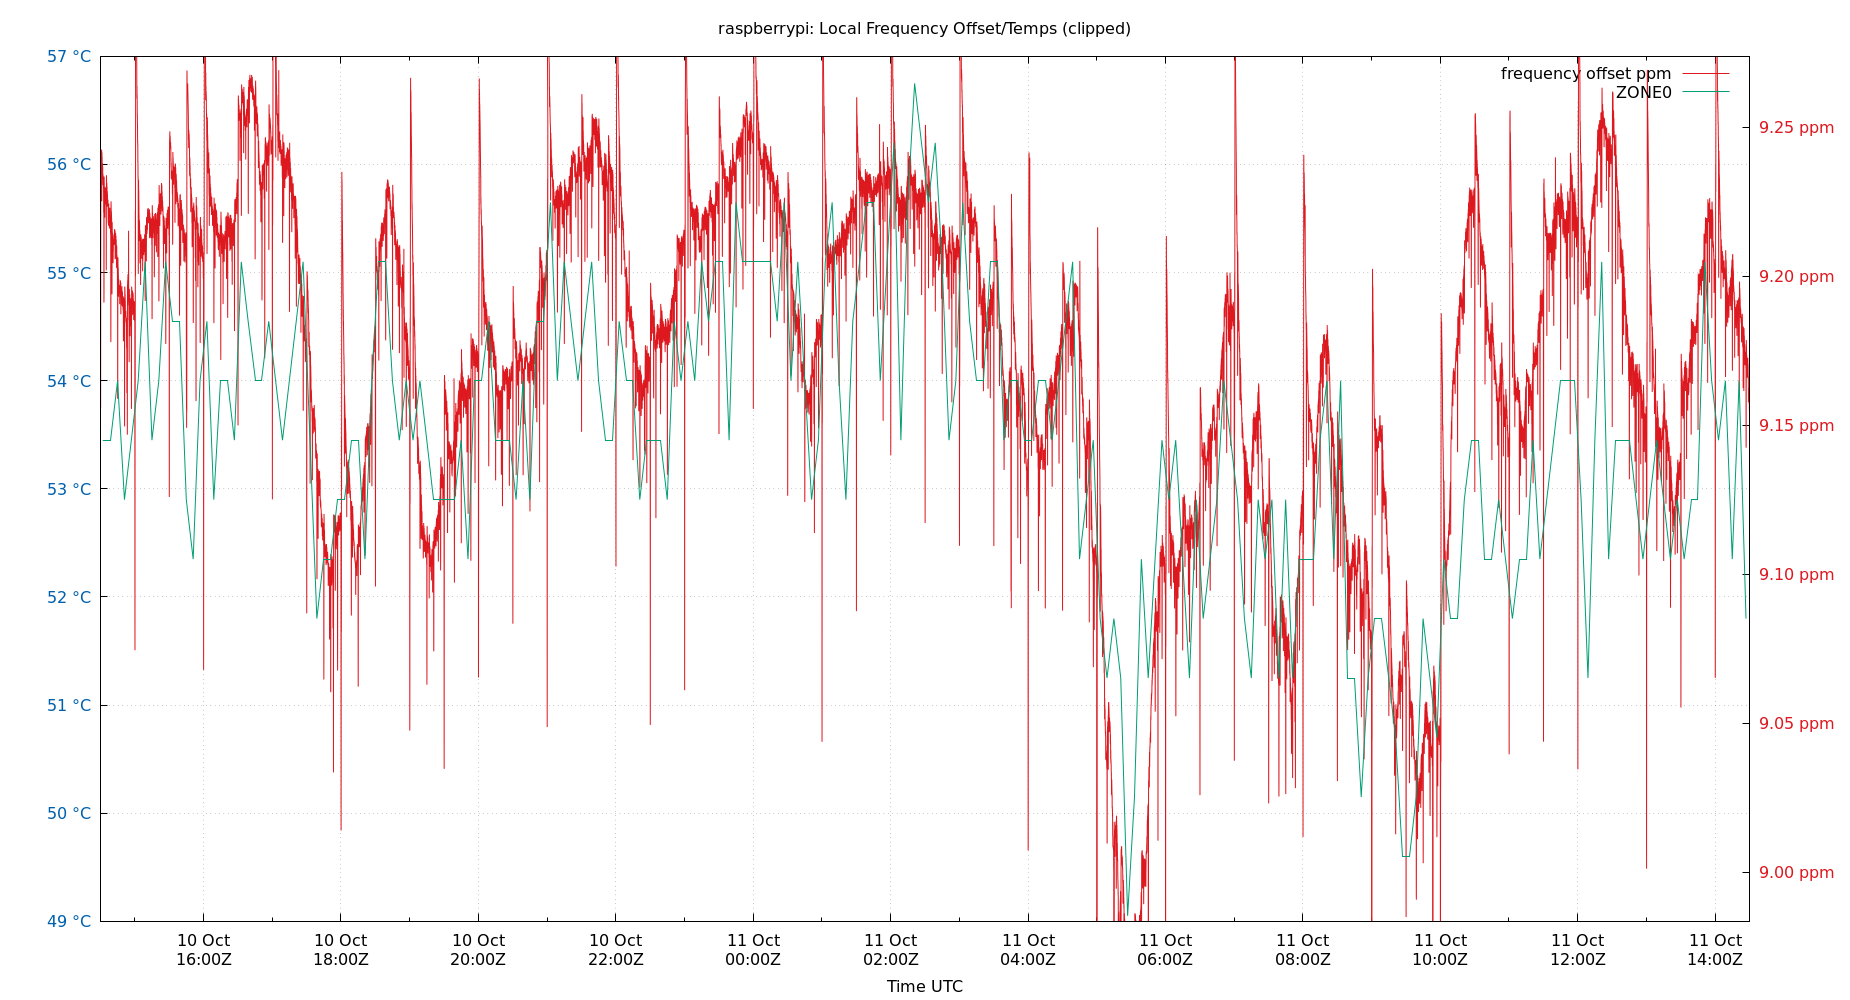 raspberrypi: Local Frequency Offset/Temps (clipped)
57 °C
56 °C
55 °C
54 °C
53 °C
52 °C
51 °C
50 °C
49 °C
frequency offset ppm
ZONE0
9.25 ppm
9.20 ppm
9.15 ppm
9.10 ppm
9.05 ppm
9.00 ppm
10 Oct 10 Oct 10 Oct 10 Oct 11 Oct 11 Oct 11 Oct 11 Oct 11 Oct 11 Oct 11 Oct 11 Oct
16:00Z 18:00Z 20:00Z 22:00Z 00:00Z 02:00Z 04:00Z 06:00Z 08:00Z 10:00Z 12:00Z 14:00Z
Time UTC